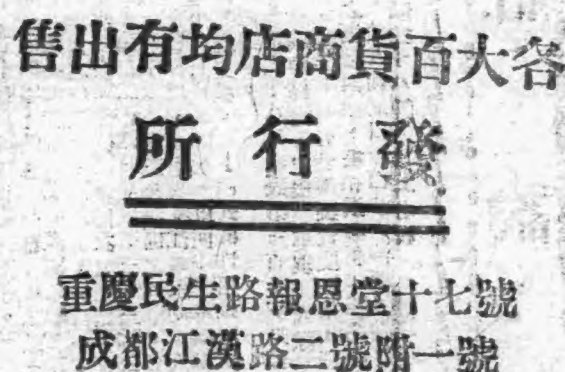 各大百貨商店均有出售
發行所
重慶民生路報恩堂十七號
成都江漢路二號附一號